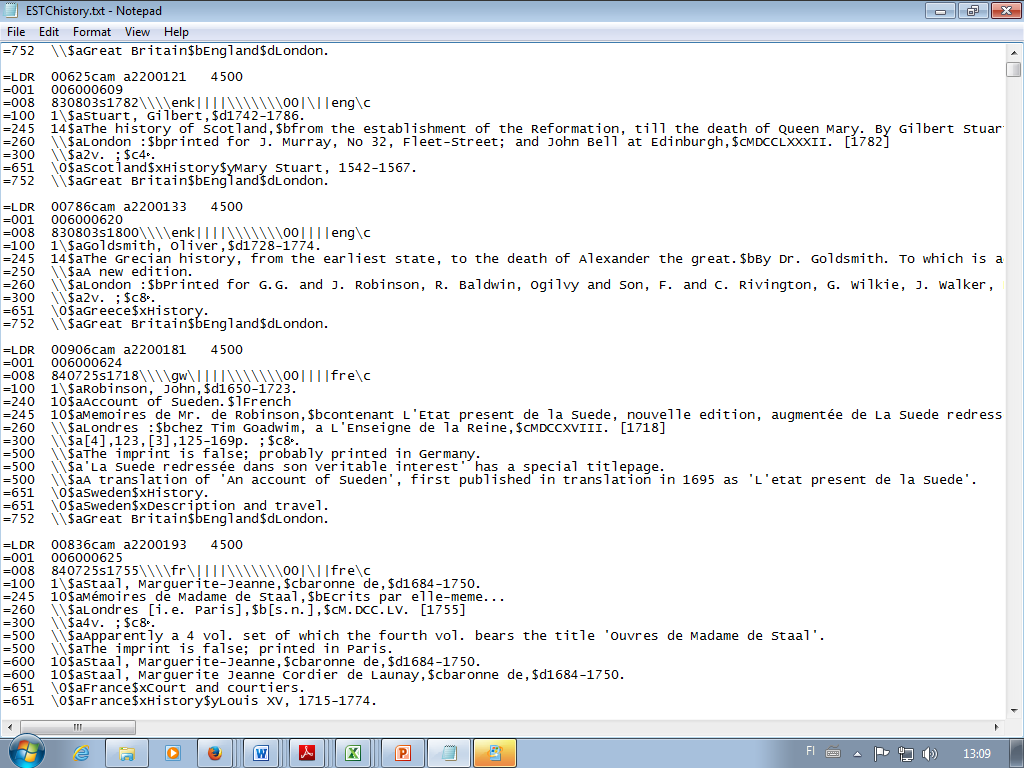 ESTChistory.txt - Notepad
File Edit Format View Help
=752  \\$aGreat Britain$bEngland$dLondon.

=LDR  00625cam a2200121   4500
=001  006000609
=008  830803s1782\\\\enk||||\\\\\\\00|\||eng\c
=100  1\$aStuart, Gilbert,$d1742-1786.
=245  14$aThe history of Scotland,$bfrom the establishment of the Reformation, till the death of Queen Mary. By Gilbert Stuar
=260  \\$aLondon :$bprinted for J. Murray, No 32, Fleet-Street; and John Bell at Edinburgh,$cMDCCLXXXII. [1782]
=300  \\$a2v. ;$c4⁺.
=651  \0$aScotland$xHistory$yMary Stuart, 1542-1567.
=752  \\$aGreat Britain$bEngland$dLondon.

=LDR  00786cam a2200133   4500
=001  006000620
=008  830803s1800\\\\enk||||\\\\\\\00||||eng\c
=100  1\$aGoldsmith, Oliver,$d1728-1774.
=245  14$aThe Grecian history, from the earliest state, to the death of Alexander the great.$bBy Dr. Goldsmith. To which is a
=250  \\$aA new edition.
=260  \\$aLondon :$bPrinted for G.G. and J. Robinson, R. Baldwin, Ogilvy and Son, F. and C. Rivington, G. Wilkie, J. Walker,
=300  \\$a2v. ;$c8⁺.
=651  \0$aGreece$xHistory.
=752  \\$aGreat Britain$bEngland$dLondon.

=LDR  00906cam a2200181   4500
=001  006000624
=008  840725s1718\\\\gw\||||\\\\\\\00||||fre\c
=100  1\$aRobinson, John,$d1650-1723.
=240  10$aAccount of Sueden.$lFrench
=245  10$aMemoires de Mr. de Robinson,$bcontenant L'Etat present de la Suede, nouvelle edition, augmentée de La Suede redress
=260  \\$aLondres :$bchez Tim Goadwim, a L'Enseigne de la Reine,$cMDCCXVIII. [1718]
=300  \\$a[4],123,[3],125-169p. ;$c8⁺.
=500  \\$aThe imprint is false; probably printed in Germany.
=500  \\$a'La Suede redressée dans son veritable interest' has a special titlepage.
=500  \\$aA translation of 'An account of Sueden', first published in translation in 1695 as 'L'etat present de la Suede'.
=651  \0$aSweden$xHistory.
=651  \0$aSweden$xDescription and travel.
=752  \\$aGreat Britain$bEngland$dLondon.

=LDR  00836cam a2200193   4500
=001  006000625
=008  840725s1755\\\\fr\||||\\\\\\\00|\||fre\c
=100  1\$aStaal, Marguerite-Jeanne,$cbaronne de,$d1684-1750.
=245  10$aMémoires de Madame de Staal,$bEcrits par elle-meme...
=260  \\$aLondres [i.e. Paris],$b[s.n.],$cM.DCC.LV. [1755]
=300  \\$a4v. ;$c8⁺.
=500  \\$aApparently a 4 vol. set of which the fourth vol. bears the title 'Ouvres de Madame de Staal'.
=500  \\$aThe imprint is false; printed in Paris.
=600  10$aStaal, Marguerite-Jeanne,$cbaronne de,$d1684-1750.
=600  10$aStaal, Marguerite Jeanne Cordier de Launay,$cbaronne de,$d1684-1750.
=651  \0$aFrance$xCourt and courtiers.
=651  \0$aFrance$xHistory$yLouis XV, 1715-1774.
FI 13:09